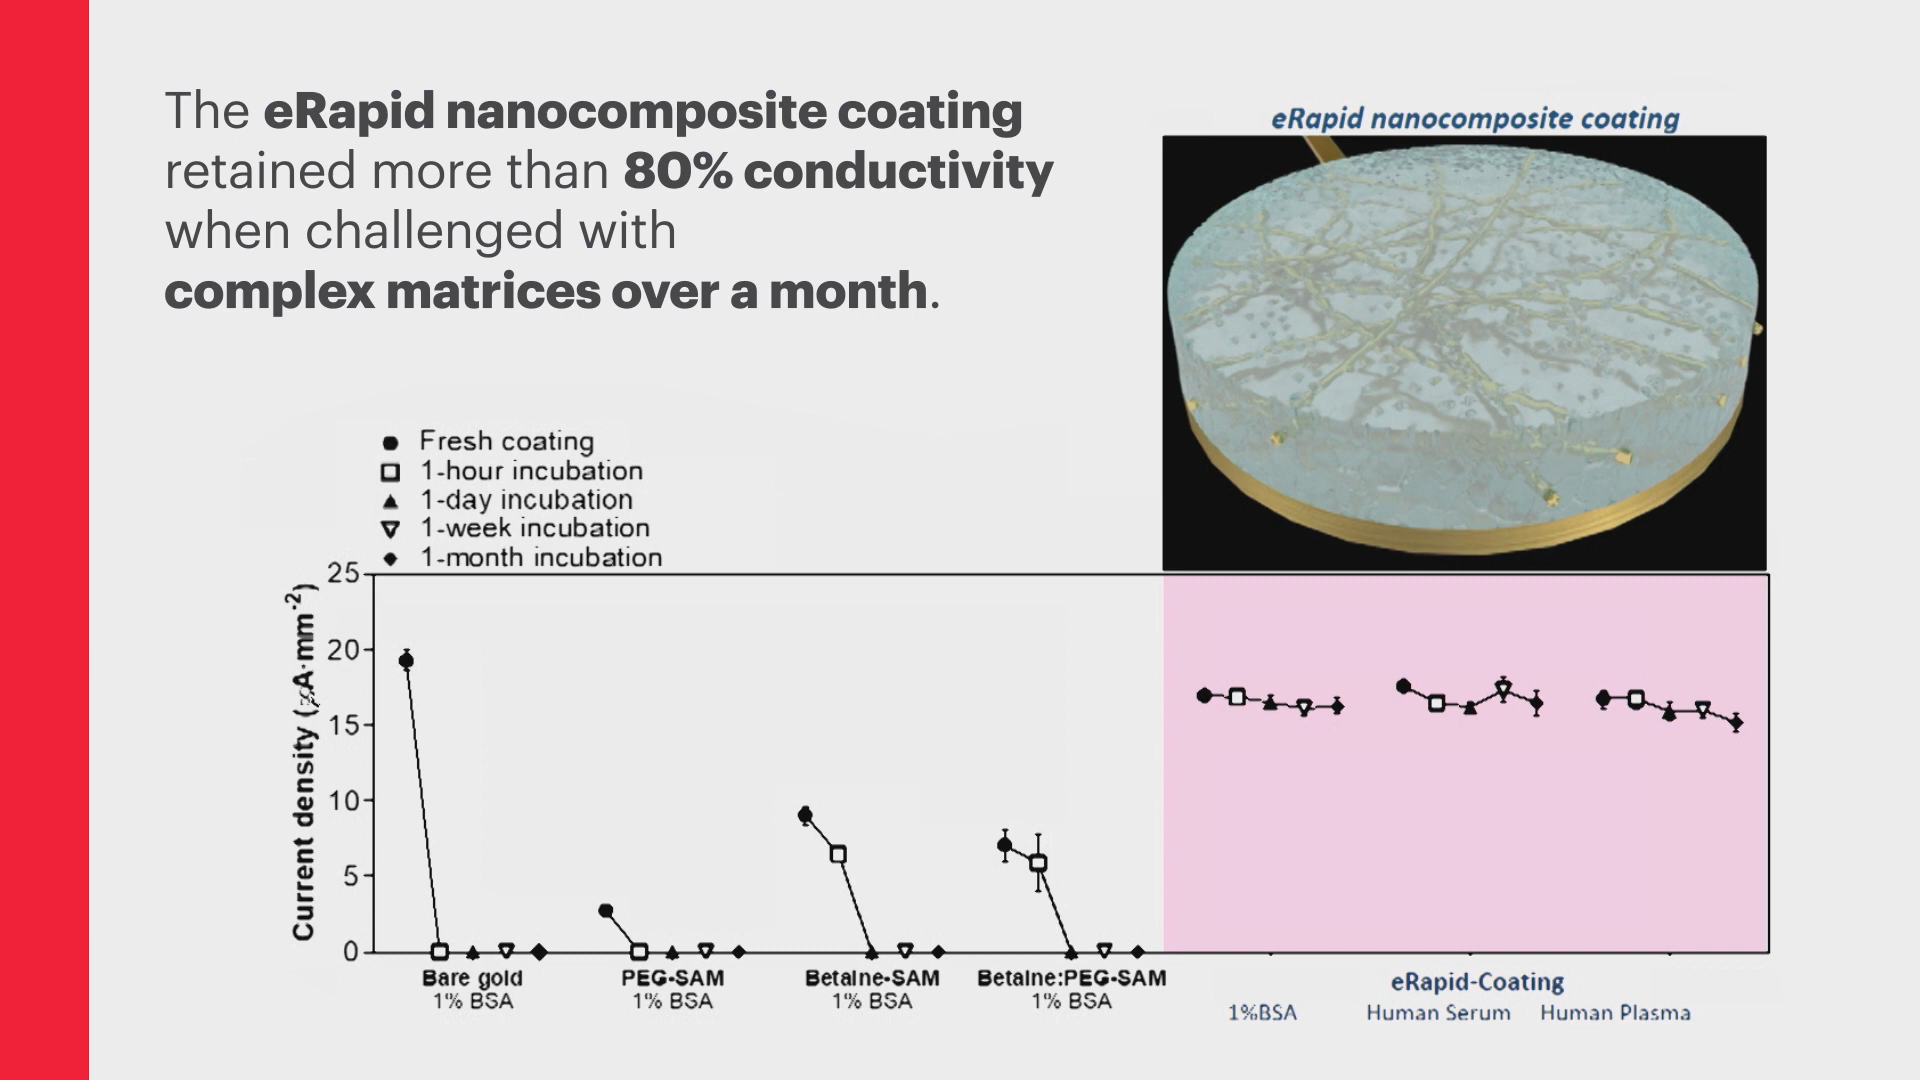 The eRapid nanocomposite coating
retained more than 80% conductivity
when challenged with
complex matrices over a month.
eRapid nanocomposite coating
Fresh coating
1-hour incubation
1-day incubation
1-week incubation
1-month incubation
Current density (μA·mm⁻²)
25
20
15
10
5
0
Bare gold
1% BSA
PEG-SAM
1% BSA
Betaine-SAM
1% BSA
Betaine:PEG-SAM
1% BSA
eRapid-Coating
1%BSA Human Serum Human Plasma